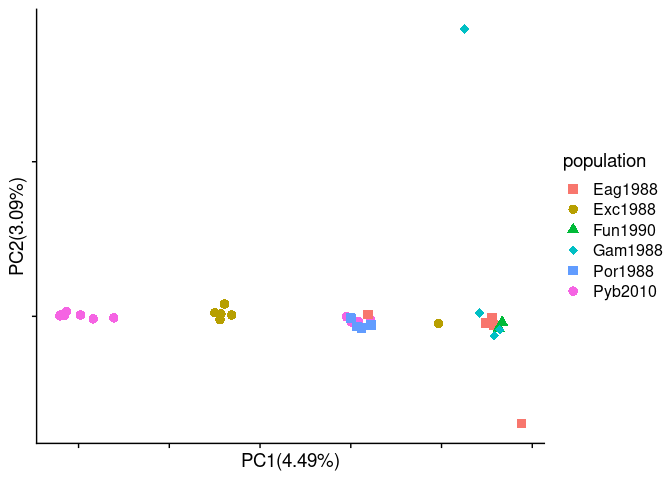 PC2(3.09%)
PC1(4.49%)
population
Eag1988
Exc1988
Fun1990
Gam1988
Por1988
Pyb2010